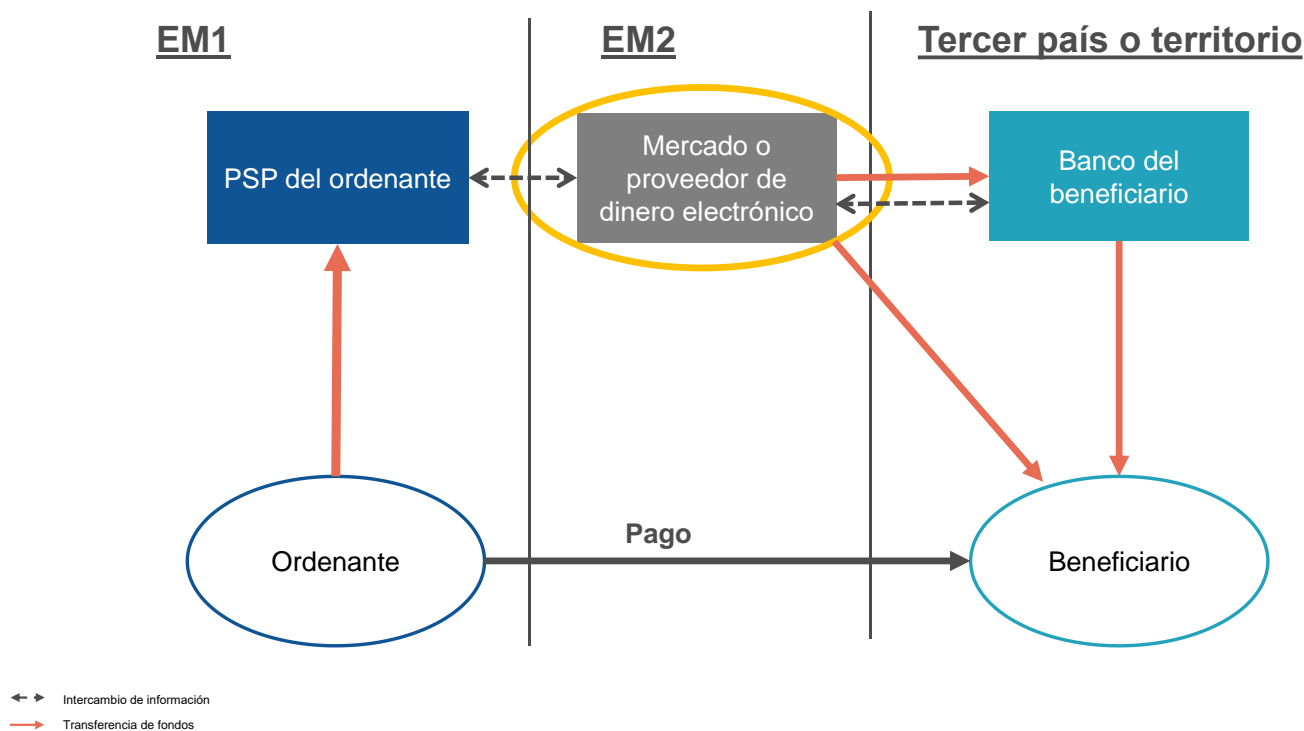 EM1
EM2
Tercer país o territorio
PSP del ordenante
Mercado o
proveedor de
dinero electrónico
Banco del
beneficiario
Pago
Ordenante
Beneficiario
Intercambio de información
Transferencia de fondos